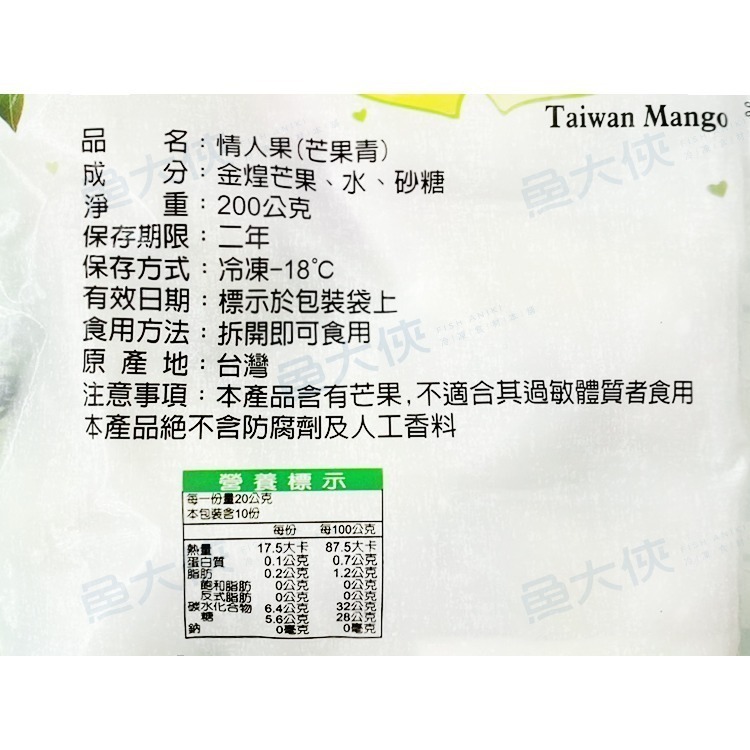 Taiwan Mango
品名：情人果(芒果青)
成分：金煌芒果、水、砂糖
淨重：200公克
保存期限：二年
保存方式：冷凍-18℃
有效日期：標示於包裝袋上
食用方法：拆開即可食用
原產地：台灣
注意事項：本產品含有芒果,不適合其過敏體質者食用
本產品絕不含防腐劑及人工香料
營養標示
每一份量20公克
本包裝含10份
每份 每100公克
熱量 17.5大卡 87.5大卡
蛋白質 0.1公克 0.7公克
脂肪 0.2公克 1.2公克
飽和脂肪 0公克 0公克
反式脂肪 0公克 0公克
碳水化合物 6.4公克 32公克
糖 5.6公克 28公克
鈉 0毫克 0毫克
魚大俠
魚大俠
魚大俠
魚大俠
魚大俠